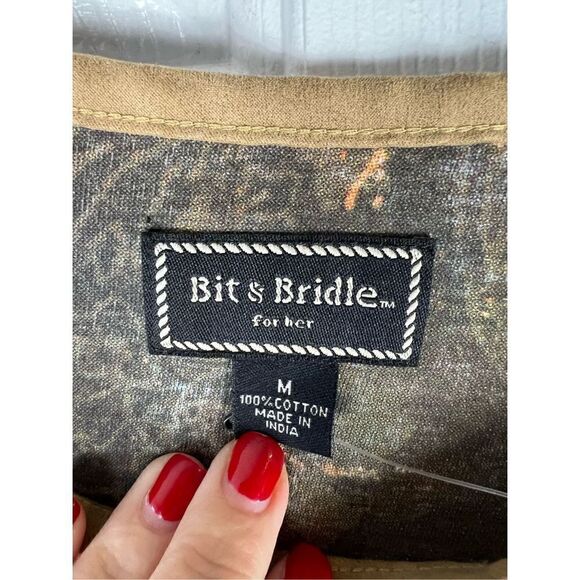 Bit & Bridle™
for her
M
100% COTTON
MADE IN
INDIA